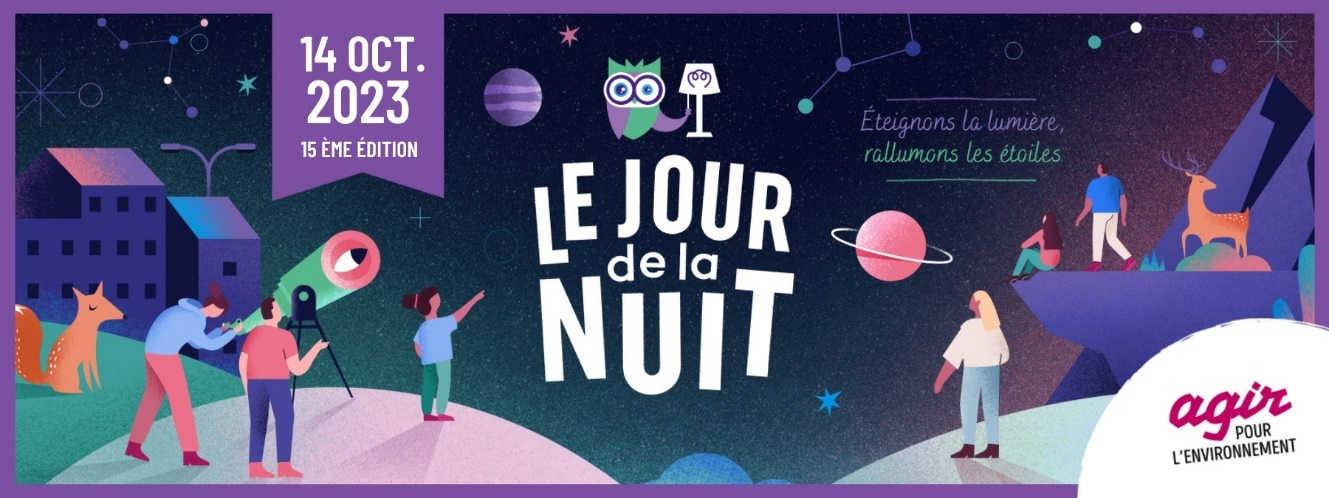 14 OCT.
2023
15 ÈME ÉDITION
LE JOUR
de la
NUIT
Éteignons la lumière,
rallumons les étoiles
agir
POUR
L'ENVIRONNEMENT